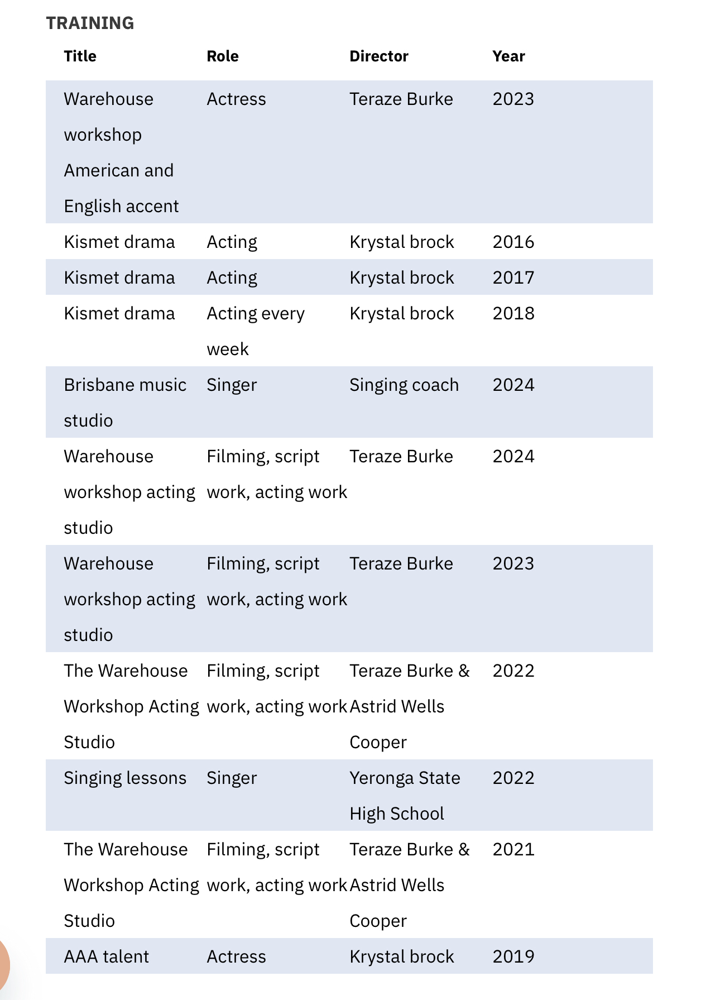 TRAINING
Title Role Director Year
Warehouse Actress Teraze Burke 2023
workshop
American and
English accent
Kismet drama Acting Krystal brock 2016
Kismet drama Acting Krystal brock 2017
Kismet drama Acting every Krystal brock 2018
week
Brisbane music Singer Singing coach 2024
studio
Warehouse Filming, script Teraze Burke 2024
workshop acting work, acting work
studio
Warehouse Filming, script Teraze Burke 2023
workshop acting work, acting work
studio
The Warehouse Filming, script Teraze Burke & 2022
Workshop Acting work, acting work Astrid Wells
Studio Cooper
Singing lessons Singer Yeronga State 2022
High School
The Warehouse Filming, script Teraze Burke & 2021
Workshop Acting work, acting work Astrid Wells
Studio Cooper
AAA talent Actress Krystal brock 2019